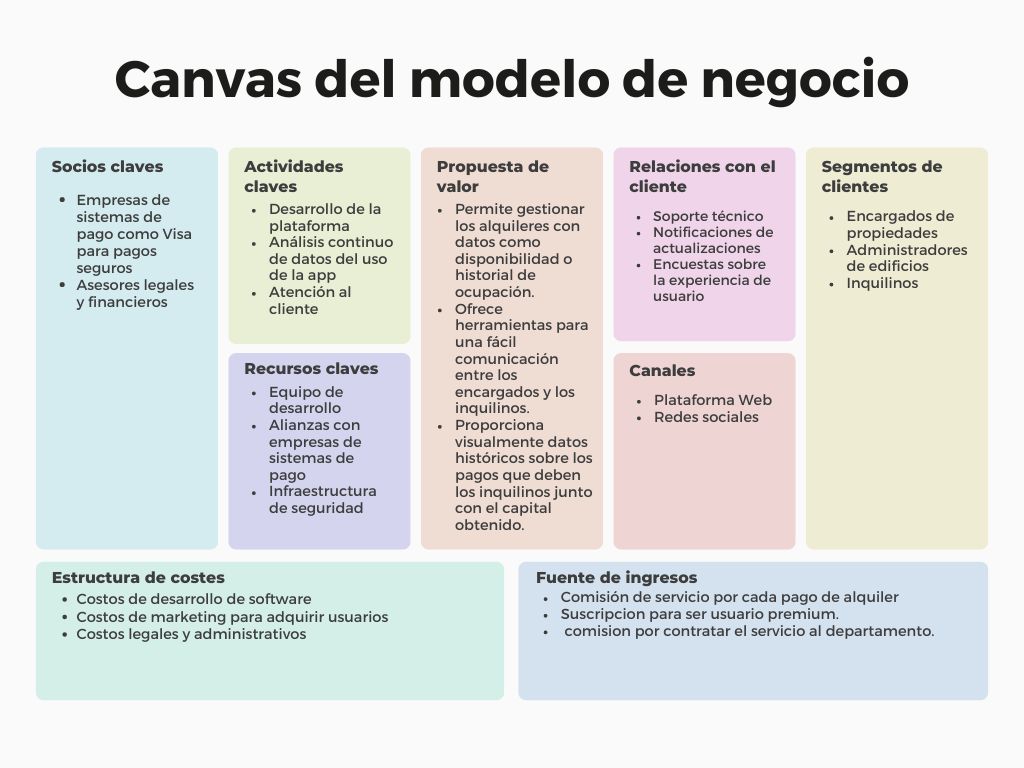 Canvas del modelo de negocio
Socios claves
• Empresas de
sistemas de
pago como Visa
para pagos
seguros
• Asesores legales
y financieros
Actividades
claves
• Desarrollo de la
plataforma
• Análisis continuo
de datos del uso
de la app
• Atención al
cliente
Recursos claves
• Equipo de
desarrollo
• Alianzas con
empresas de
sistemas de
pago
• Infraestructura
de seguridad
Propuesta de
valor
• Permite gestionar
los alquileres con
datos como
disponibilidad o
historial de
ocupación.
• Ofrece
herramientas para
una fácil
comunicación
entre los
encargados y los
inquilinos.
• Proporciona
visualmente datos
históricos sobre los
pagos que deben
los inquilinos junto
con el capital
obtenido.
Relaciones con el
cliente
• Soporte técnico
• Notificaciones de
actualizaciones
• Encuestas sobre
la experiencia de
usuario
Canales
• Plataforma Web
• Redes sociales
Segmentos de
clientes
• Encargados de
propiedades
• Administradores
de edificios
• Inquilinos
Estructura de costes
• Costos de desarrollo de software
• Costos de marketing para adquirir usuarios
• Costos legales y administrativos
Fuente de ingresos
• Comisión de servicio por cada pago de alquiler
• Suscripcion para ser usuario premium.
• comision por contratar el servicio al departamento.